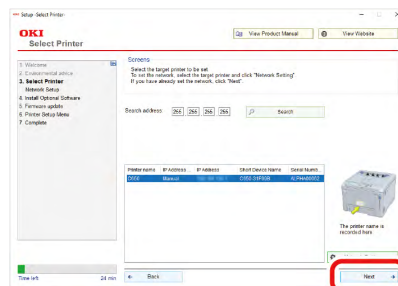 OKI Setup -Select Printer-
OKI
Select Printer
View Product Manual
View Website
1. Welcome
2. Environmental advice
3. Select Printer
Network Setup
4. Install Optional Software
5. Firmware update
6. Printer Setup Menu
7. Complete
Screens
Select the target printer to be set
To set the network, select the target printer and click "Network Setting".
If you have already set the network, click "Next".
Search address
255 255 255 255
Search
Printer name IP Address ... IP Address Short Device Name Serial Numb...
Manual
The printer name is
recorded here
Time left
24 min
Back
Next